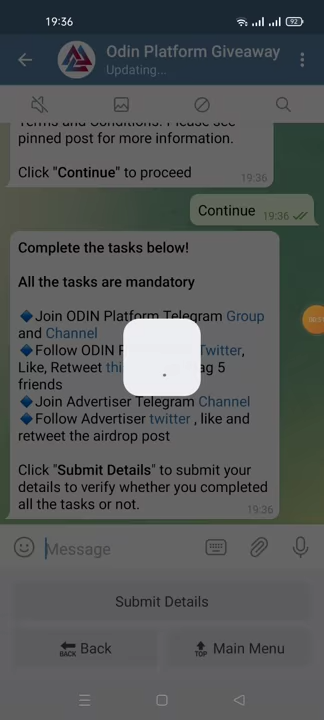 19:36
92
Odin Platform Giveaway
Updating...
Terms and Conditions. Please see
pinned post for more information.
Click "Continue" to proceed
19:36
Continue 19:36
Complete the tasks below!
All the tasks are mandatory
Join ODIN Platform Telegram Group
and Channel
Follow ODIN Twitter,
Like, Retweet 5
friends
Join Advertiser Telegram Channel
Follow Advertiser twitter , like and
retweet the airdrop post
Click "Submit Details" to submit your
details to verify whether you completed
all the tasks or not.
19:36
Message
Submit Details
BACK Back
TOP Main Menu